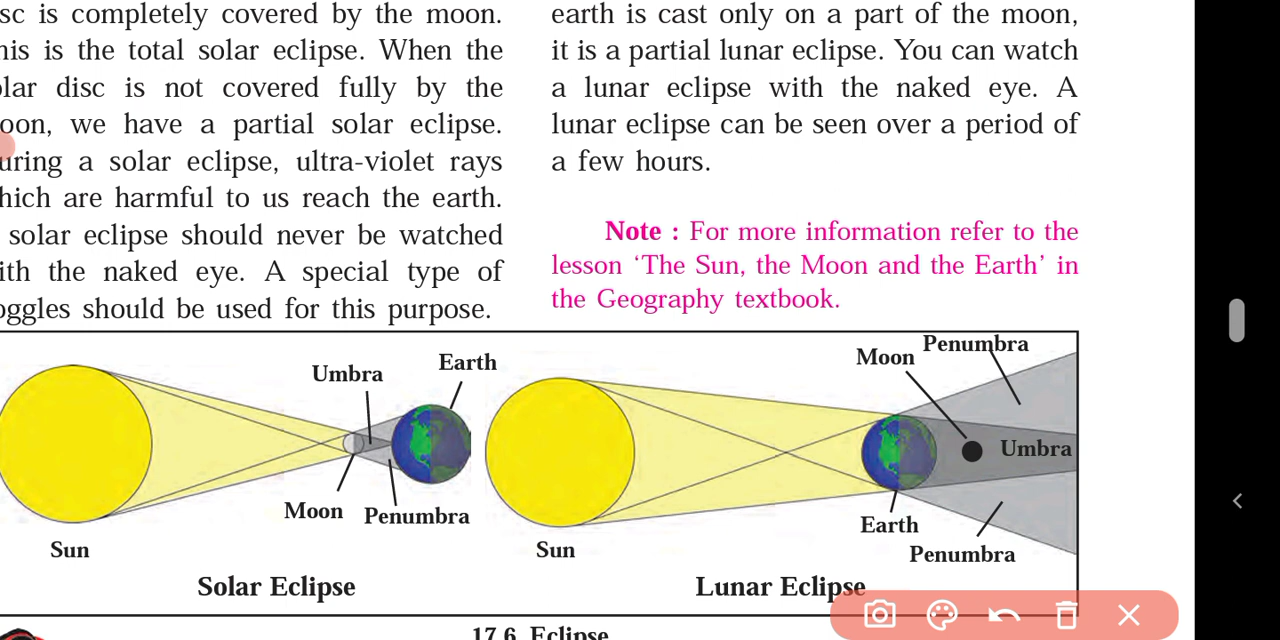 sc is completely covered by the moon.
his is the total solar eclipse. When the
olar disc is not covered fully by the
oon, we have a partial solar eclipse.
uring a solar eclipse, ultra-violet rays
hich are harmful to us reach the earth.
solar eclipse should never be watched
ith the naked eye. A special type of
oggles should be used for this purpose.
earth is cast only on a part of the moon,
it is a partial lunar eclipse. You can watch
a lunar eclipse with the naked eye. A
lunar eclipse can be seen over a period of
a few hours.
Note : For more information refer to the
lesson ‘The Sun, the Moon and the Earth’ in
the Geography textbook.
Umbra
Earth
Moon
Penumbra
Sun
Solar Eclipse
Moon
Penumbra
Umbra
Earth
Penumbra
Sun
Lunar Eclipse
17.6 Eclipse